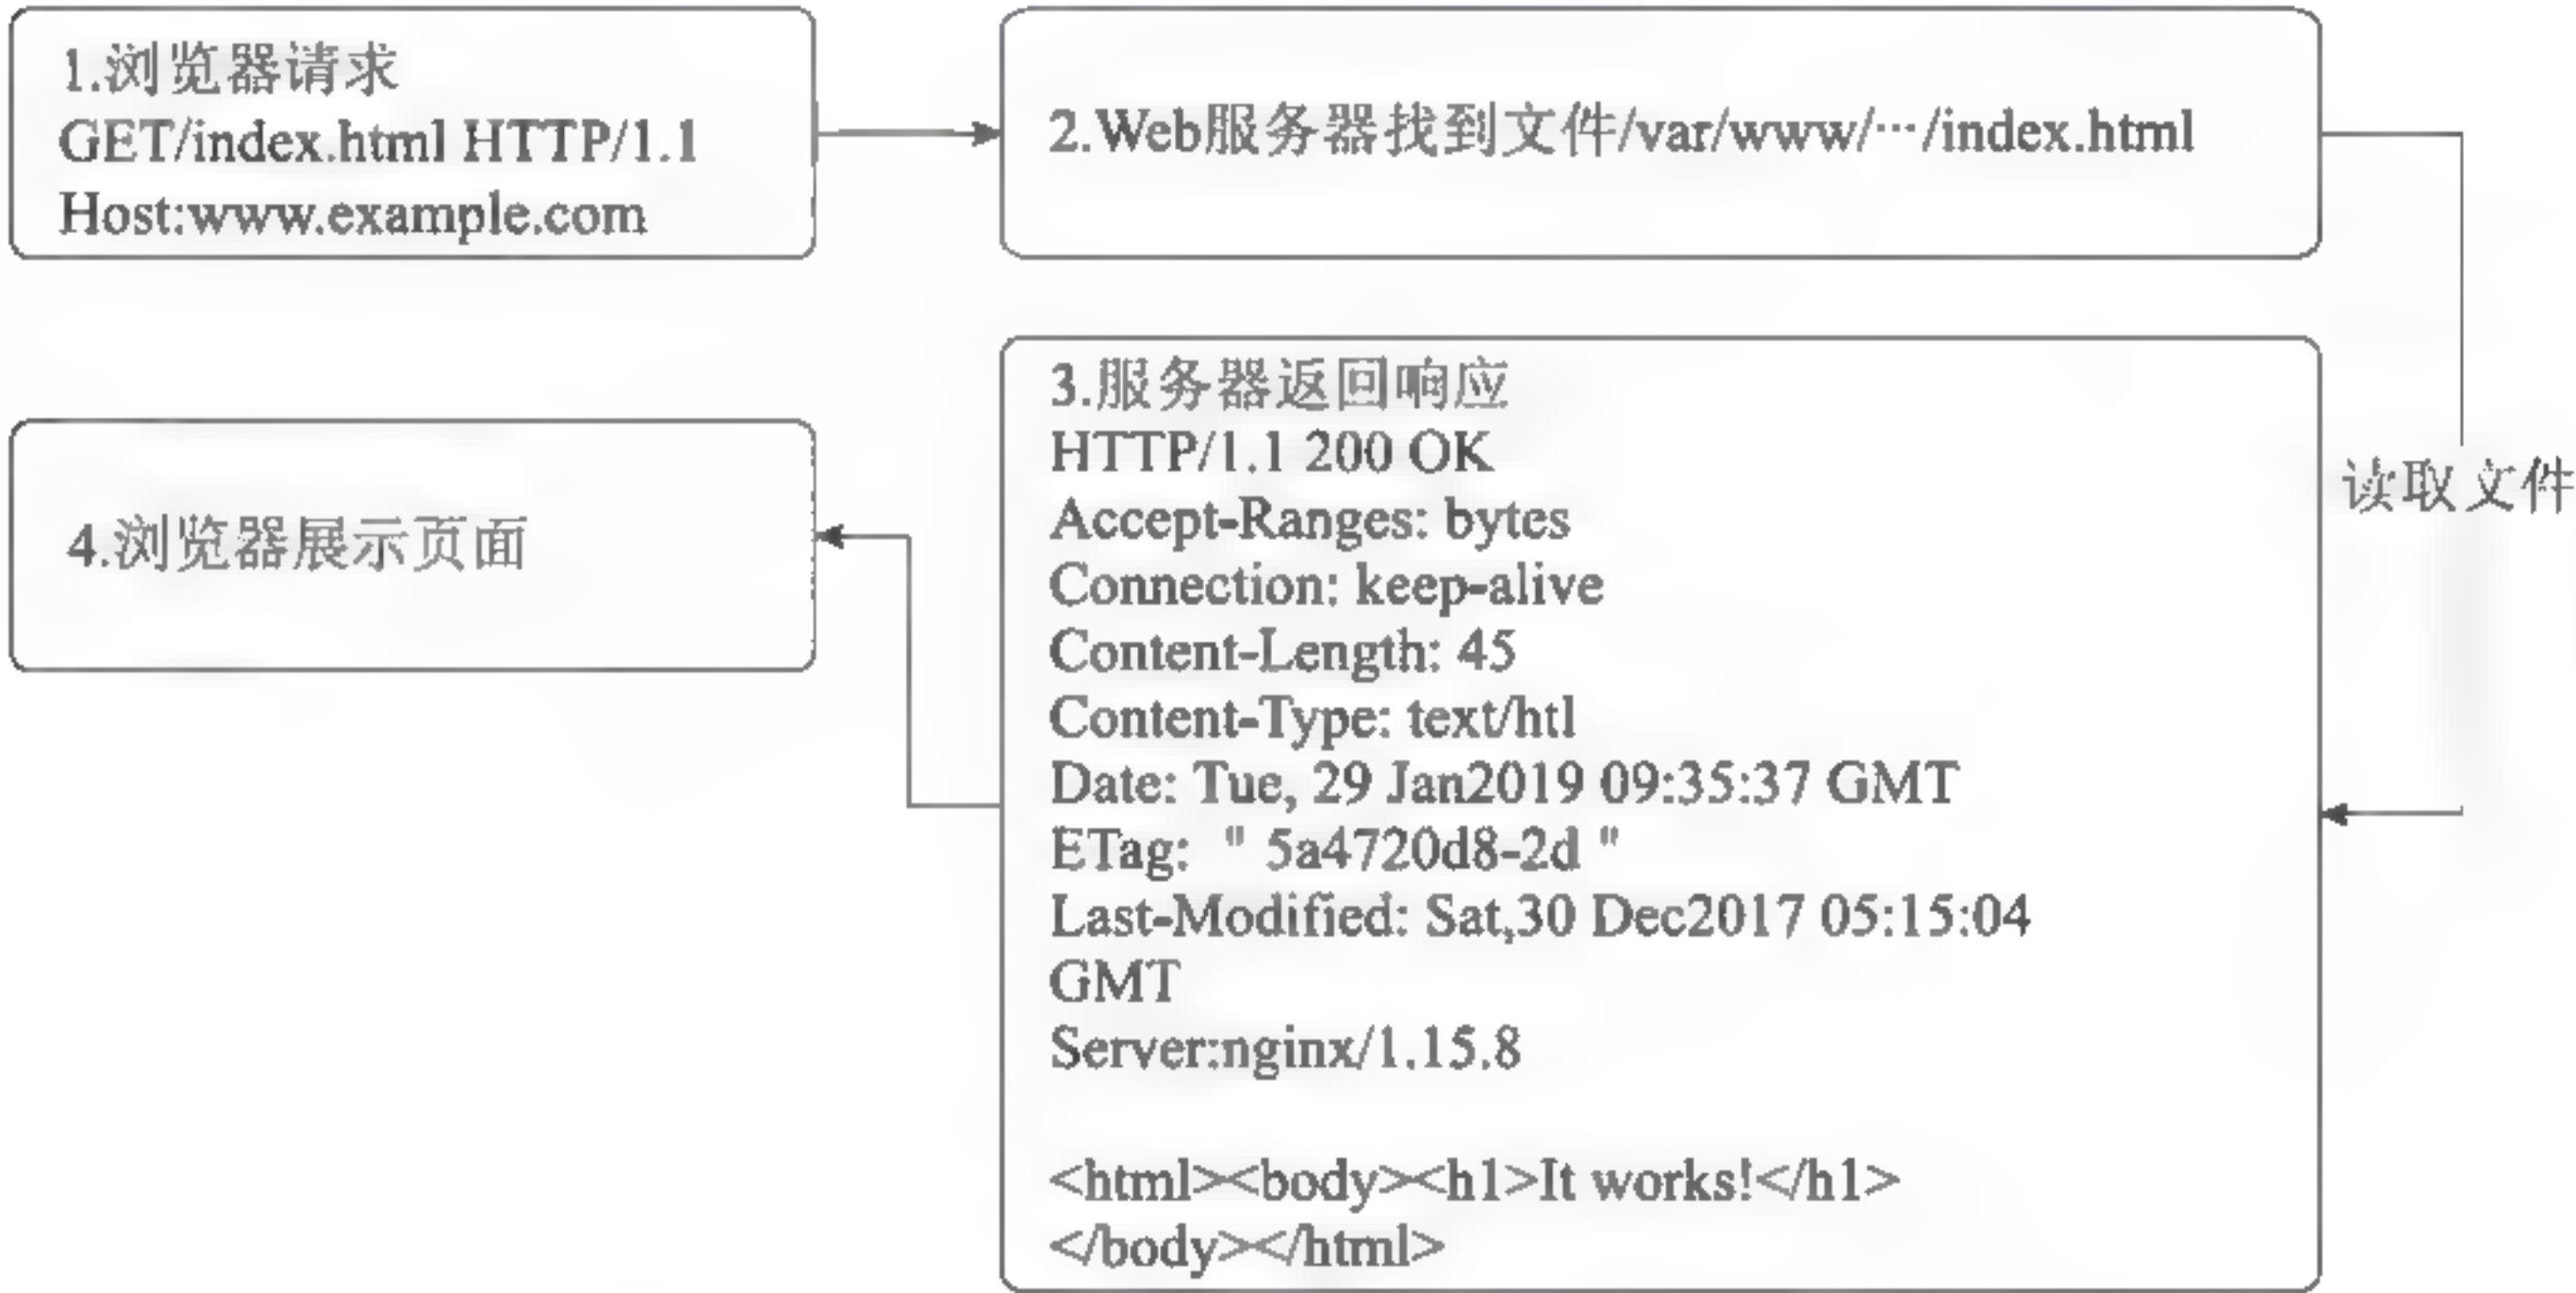 1.浏览器请求
GET/index.html HTTP/1.1
Host:www.example.com
2.Web服务器找到文件/var/www/···/index.html
读取文件
3.服务器返回响应
HTTP/1.1 200 OK
Accept-Ranges: bytes
Connection: keep-alive
Content-Length: 45
Content-Type: text/htl
Date: Tue, 29 Jan2019 09:35:37 GMT
ETag: " 5a4720d8-2d "
Last-Modified: Sat,30 Dec2017 05:15:04
GMT
Server:nginx/1.15.8
<html><body><h1>It works!</h1>
</body></html>
4.浏览器展示页面